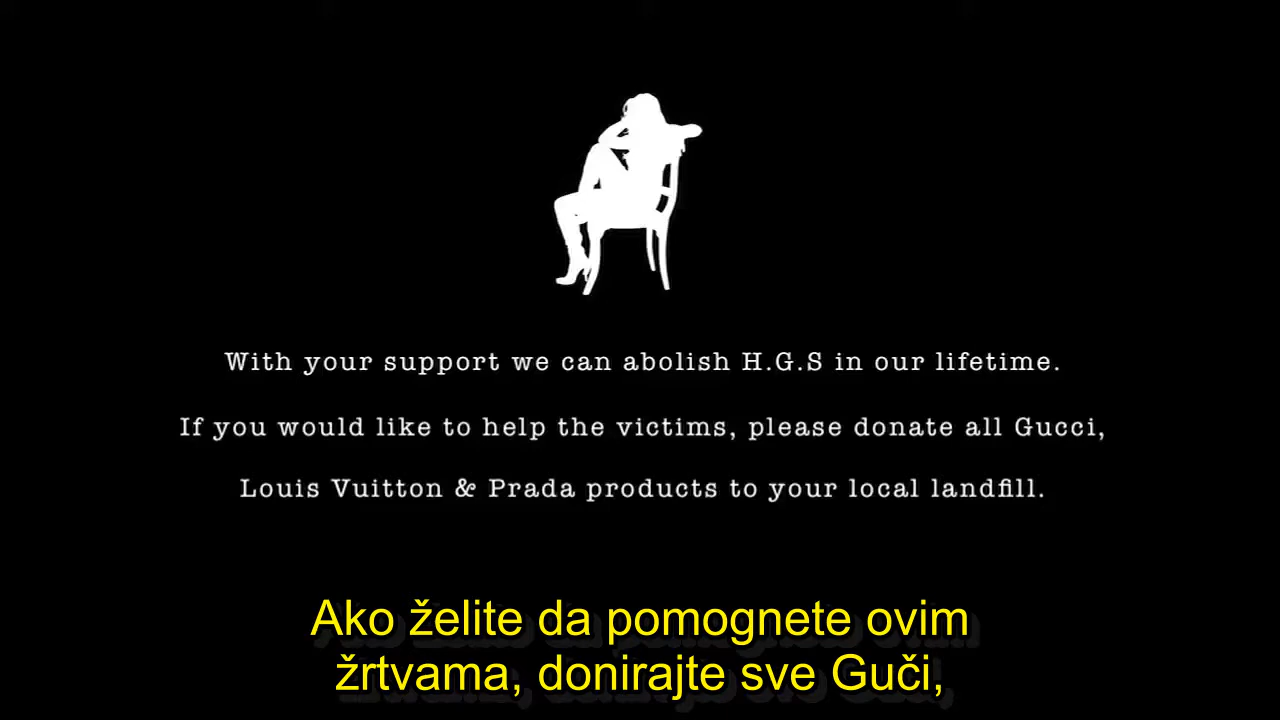 With your support we can abolish H.G.S in our lifetime.
If you would like to help the victims, please donate all Gucci,
Louis Vuitton & Prada products to your local landfill.
Ako želite da pomognete ovim
žrtvama, donirajte sve Guči,